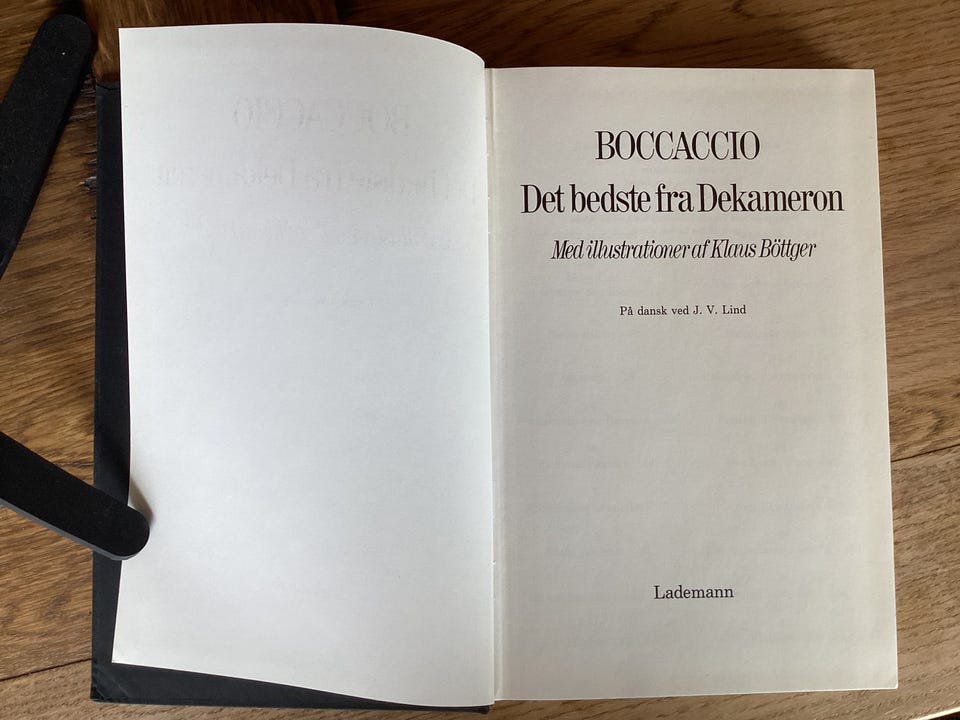 BOCCACCIO
Det bedste fra Dekameron
Med illustrationer af Klaus Böttger
På dansk ved J. V. Lind
Lademann